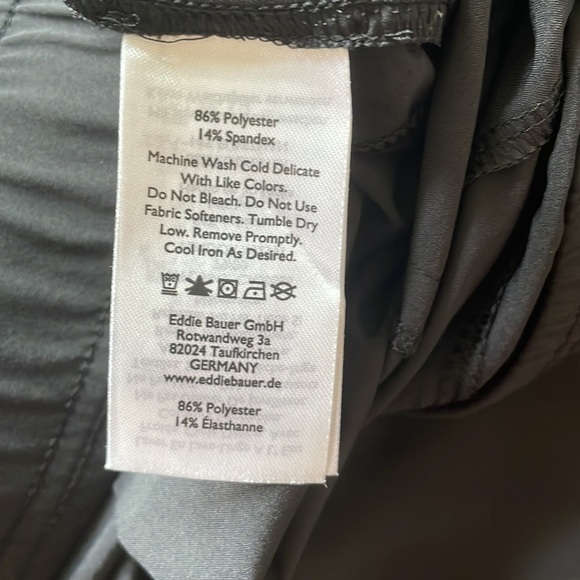 86% Polyester
14% Spandex
Machine Wash Cold Delicate
With Like Colors.
Do Not Bleach. Do Not Use
Fabric Softeners. Tumble Dry
Low. Remove Promptly.
Cool Iron As Desired.
Eddie Bauer GmbH
Rotwandweg 3a
82024 Taufkirchen
GERMANY
www.eddiebauer.de
86% Polyester
14% Élasthanne